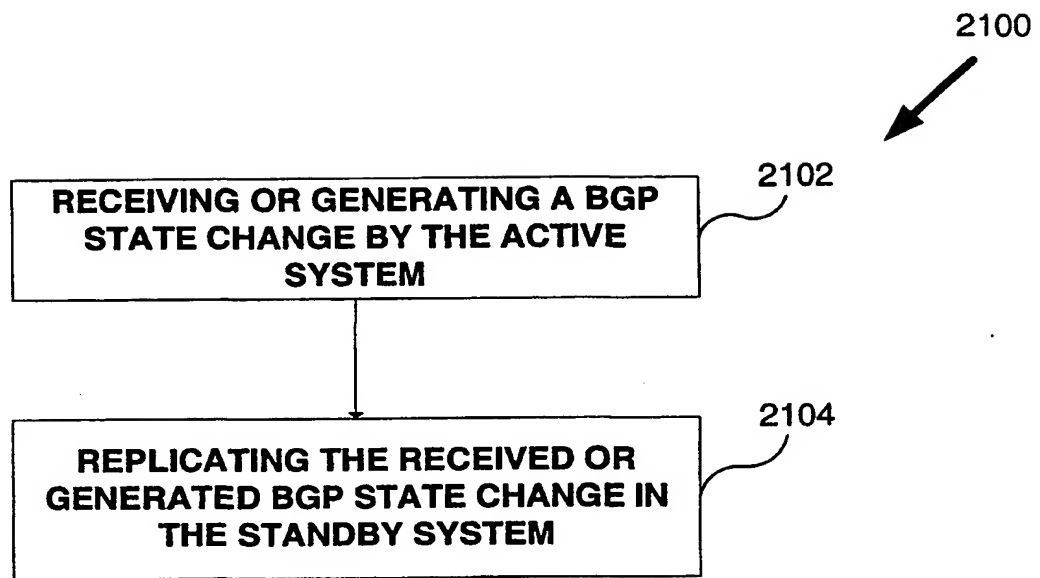 2100
2102
RECEIVING OR GENERATING A BGP
STATE CHANGE BY THE ACTIVE
SYSTEM
2104
REPLICATING THE RECEIVED OR
GENERATED BGP STATE CHANGE IN
THE STANDBY SYSTEM